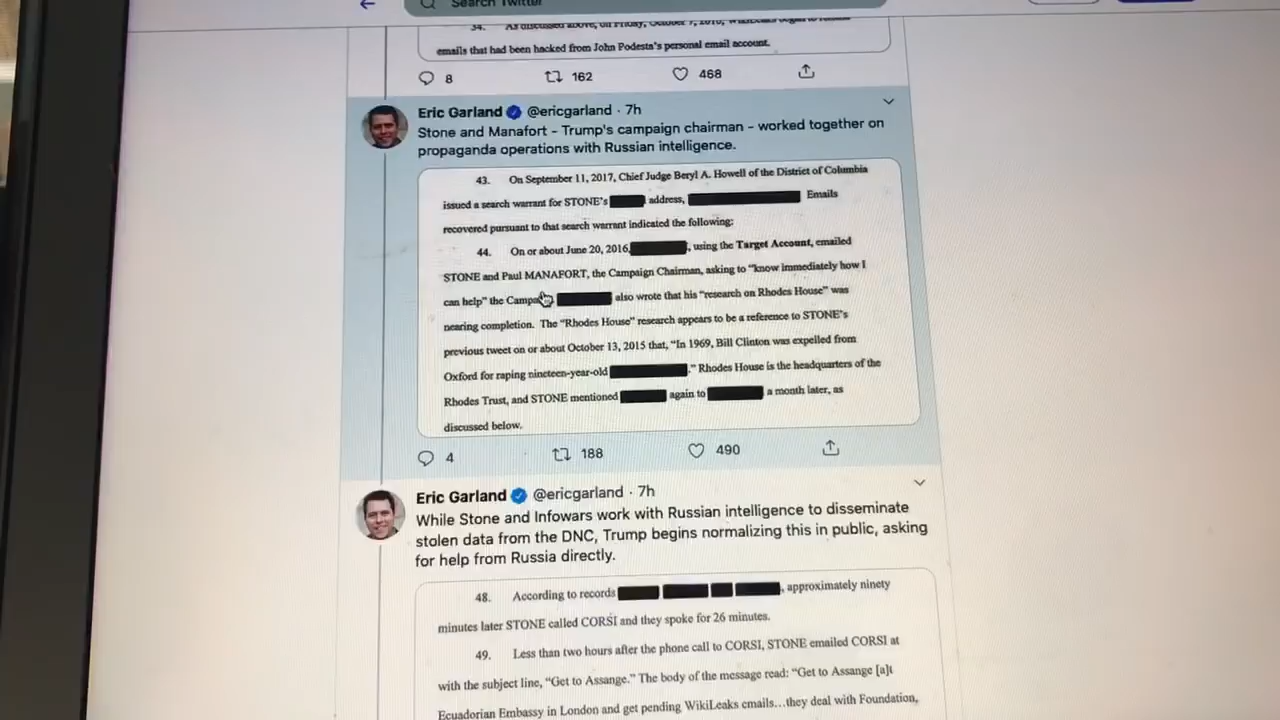 Search Twitter
34. As discussed above, on Friday, October 7, 2016, WikiLeaks began to release
emails that had been hacked from John Podesta's personal email account.
8 162 468
Eric Garland @ericgarland · 7h
Stone and Manafort - Trump's campaign chairman - worked together on
propaganda operations with Russian intelligence.
43. On September 11, 2017, Chief Judge Beryl A. Howell of the District of Columbia
issued a search warrant for STONE's address, Emails
recovered pursuant to that search warrant indicated the following:
44. On or about June 20, 2016, , using the Target Account, emailed
STONE and Paul MANAFORT, the Campaign Chairman, asking to "know immediately how I
can help" the Campa also wrote that his "research on Rhodes House" was
nearing completion. The "Rhodes House" research appears to be a reference to STONE's
previous tweet on or about October 13, 2015 that, "In 1969, Bill Clinton was expelled from
Oxford for raping nineteen-year-old ." Rhodes House is the headquarters of the
Rhodes Trust, and STONE mentioned again to a month later, as
discussed below.
4 188 490
Eric Garland @ericgarland · 7h
While Stone and Infowars work with Russian intelligence to disseminate
stolen data from the DNC, Trump begins normalizing this in public, asking
for help from Russia directly.
48. According to records , approximately ninety
minutes later STONE called CORSI and they spoke for 26 minutes.
49. Less than two hours after the phone call to CORSI, STONE emailed CORSI at
with the subject line, "Get to Assange." The body of the message read: "Get to Assange [a]t
Ecuadorian Embassy in London and get pending WikiLeaks emails...they deal with Foundation,